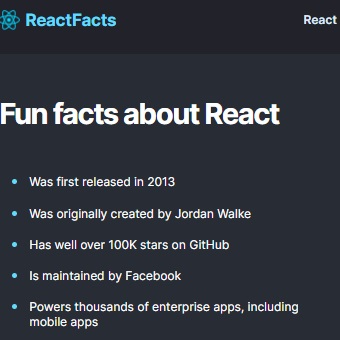 ReactFacts
React
Fun facts about React
Was first released in 2013
Was originally created by Jordan Walke
Has well over 100K stars on GitHub
Is maintained by Facebook
Powers thousands of enterprise apps, including
mobile apps